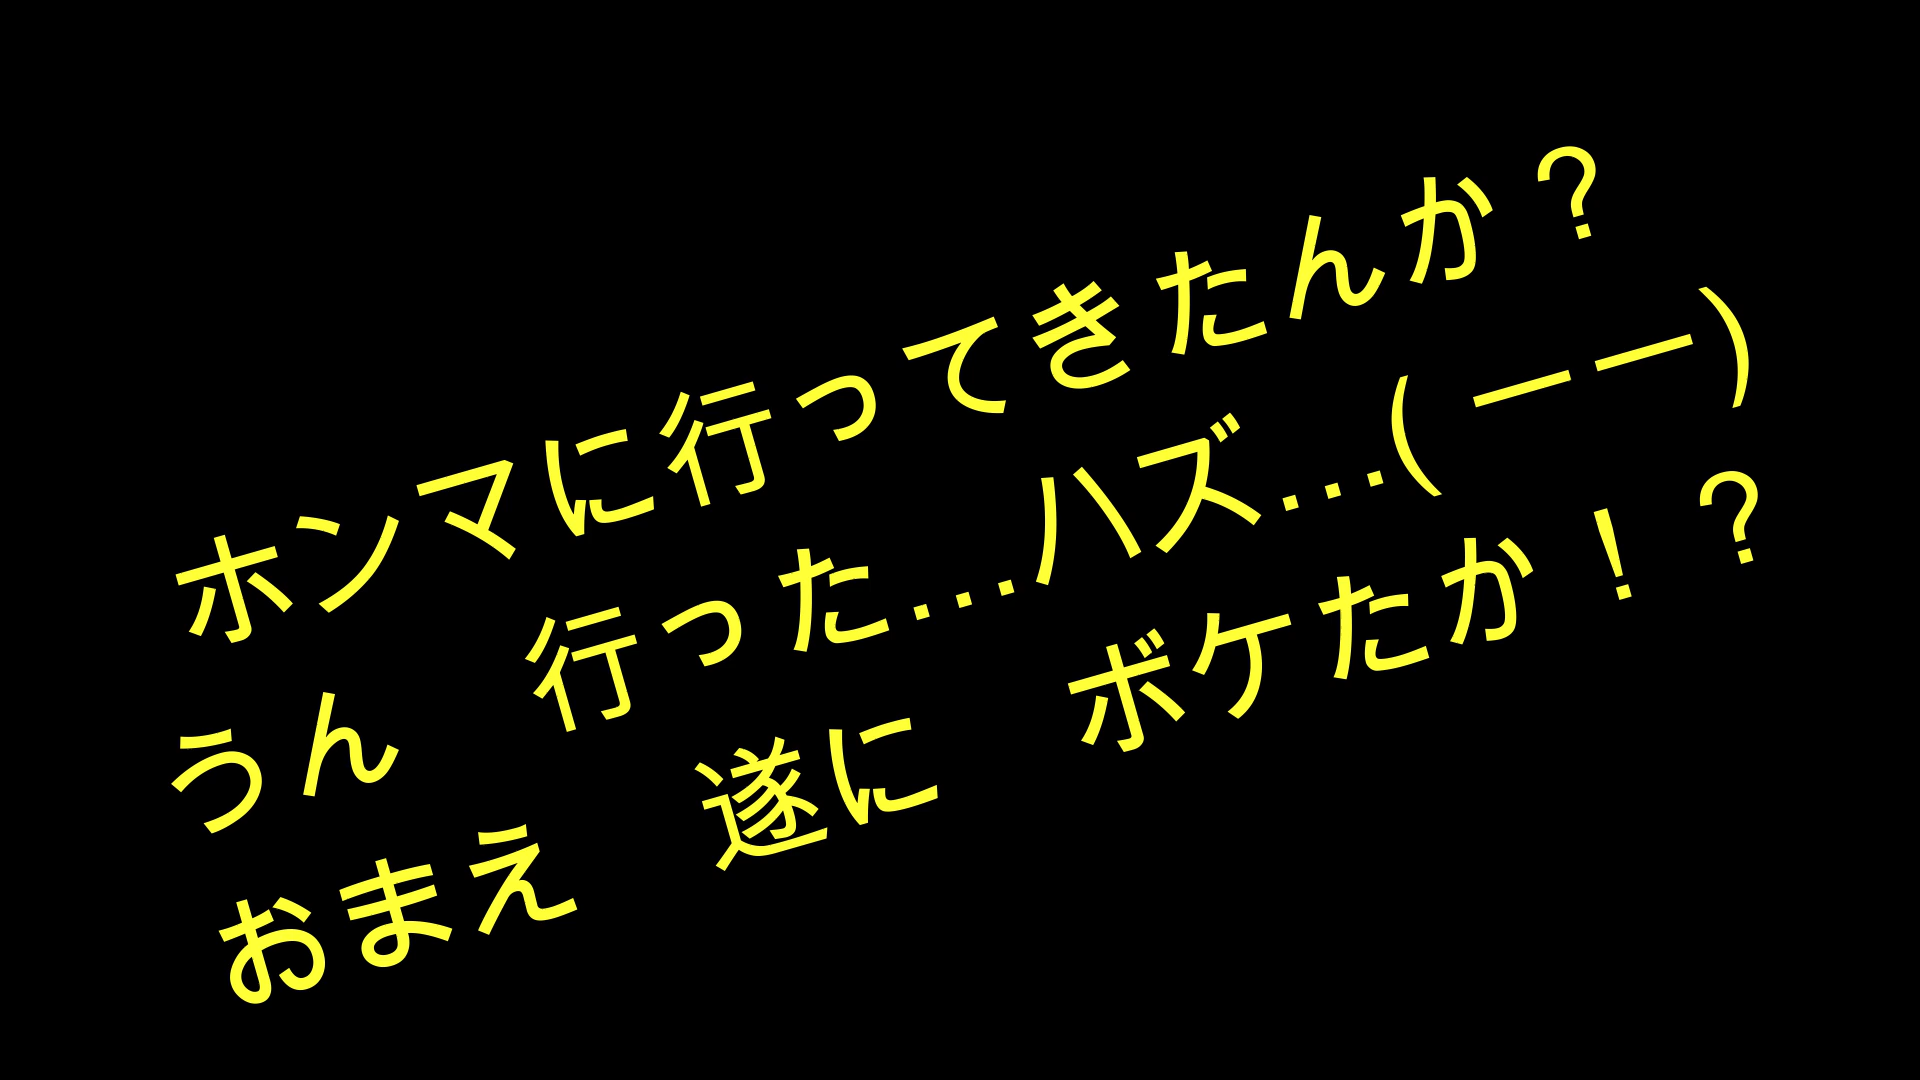 ホンマに行ってきたんか？
うん　行った…ハズ…(ーー)
おまえ　遂に　ボケたか！？